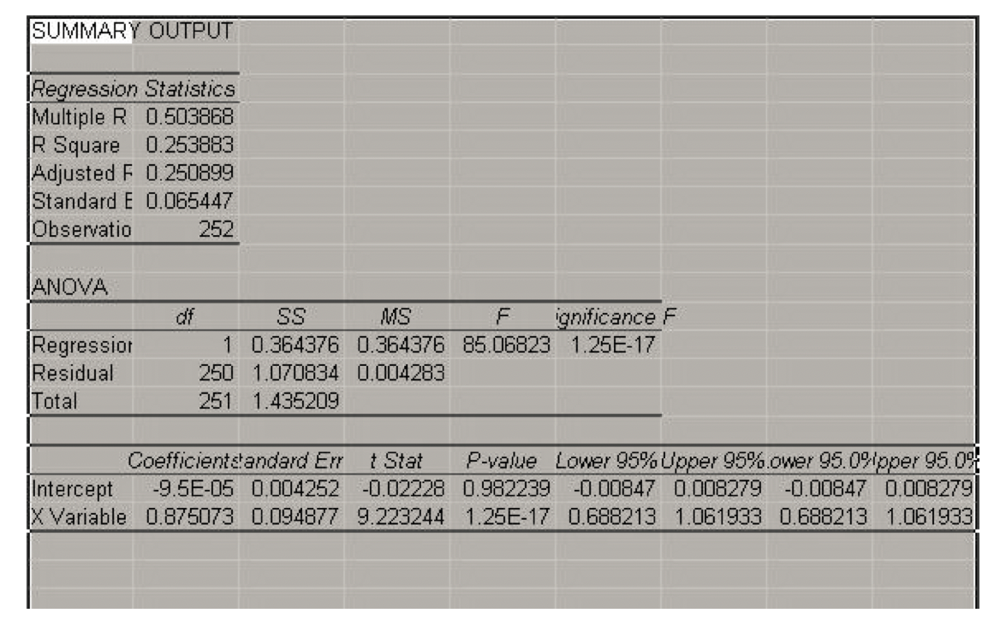 SUMMARY OUTPUT
Regression Statistics
Multiple R 0.503868
R Square 0.253883
Adjusted R 0.250899
Standard E 0.065447
Observatio 252
ANOVA
df SS MS F ignificance F
Regression 1 0.364376 0.364376 85.06823 1.25E-17
Residual 250 1.070834 0.004283
Total 251 1.435209
Coefficients tandard Err t Stat P-value Lower 95% Upper 95% ower 95.0% pper 95.0%
Intercept -9.5E-05 0.004252 -0.02228 0.982239 -0.00847 0.008279 -0.00847 0.008279
X Variable 0.875073 0.094877 9.223244 1.25E-17 0.688213 1.061933 0.688213 1.061933